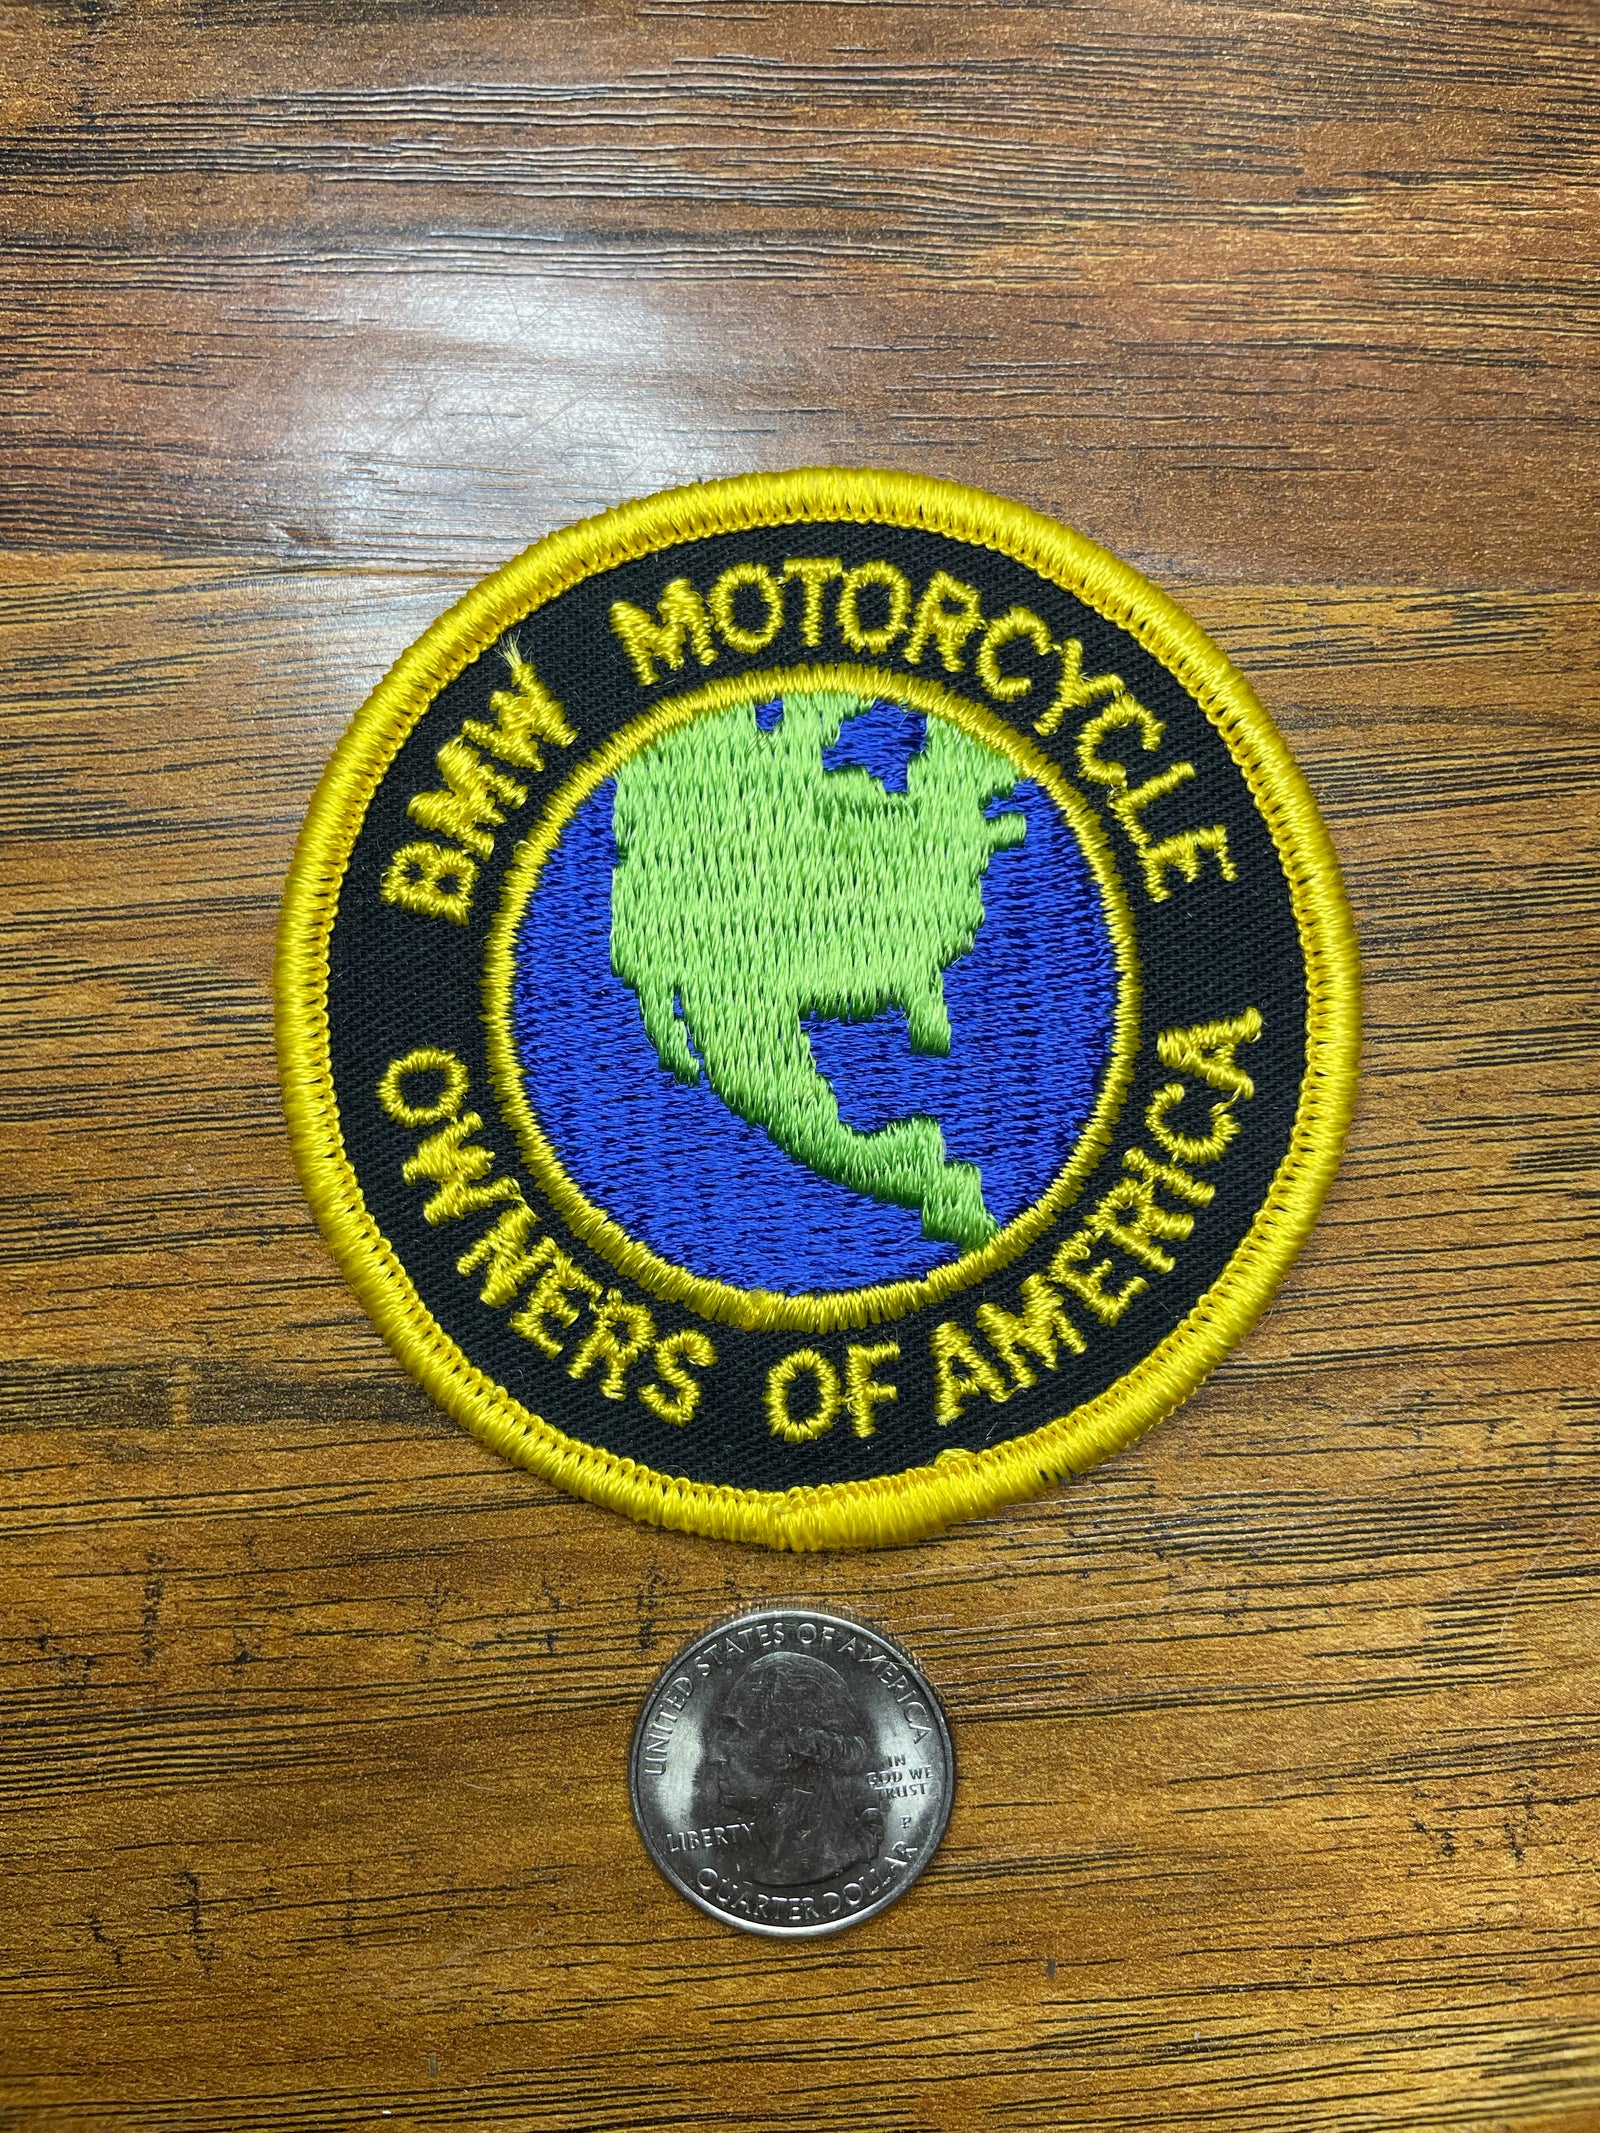 BMW MOTORCYCLE
OWNERS OF AMERICA
UNITED STATES OF AMERICA
IN
GOD WE
TRUST
P
LIBERTY
QUARTER DOLLAR